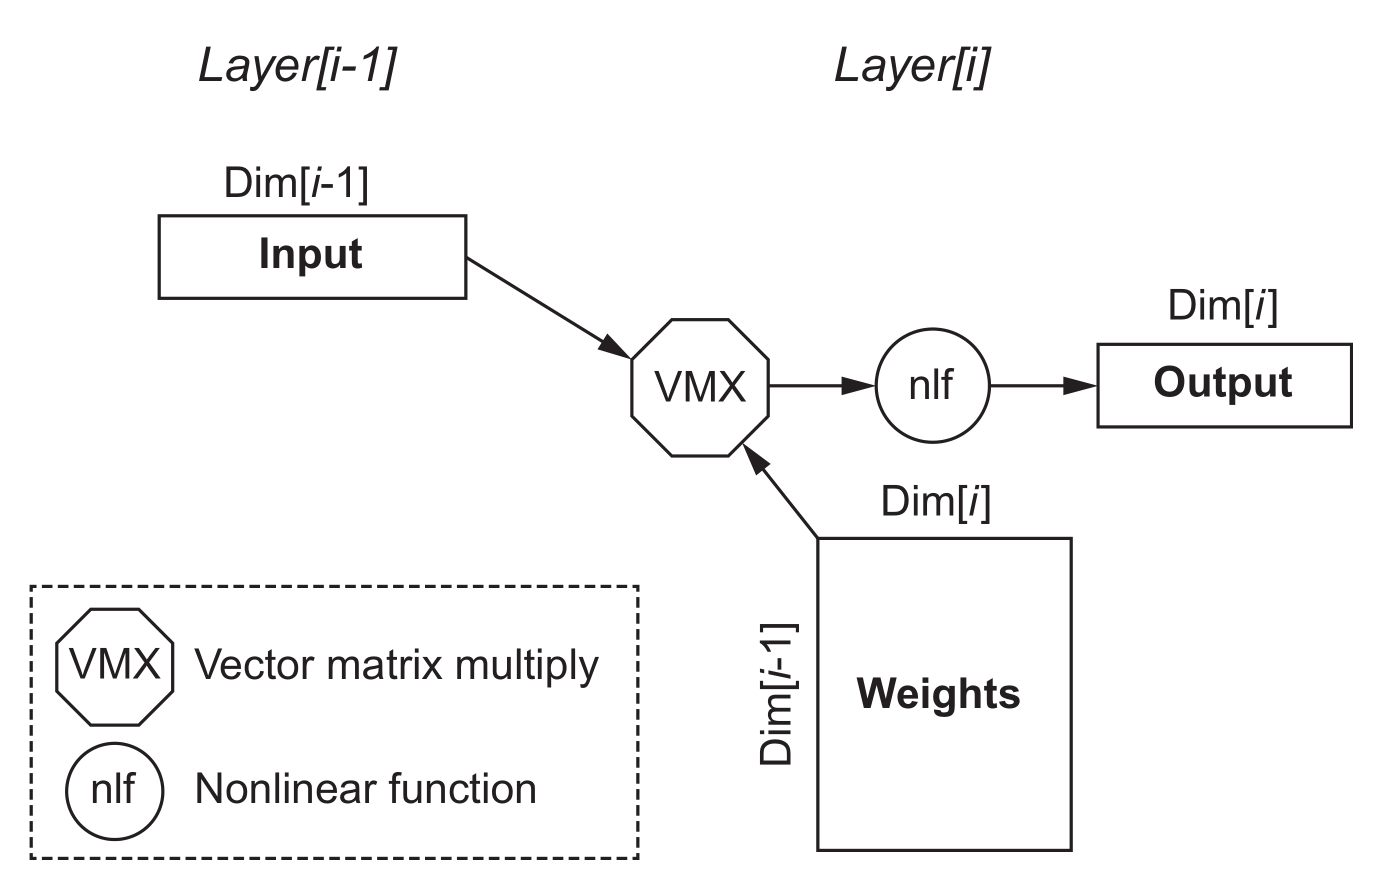 Layer[i-1]
Layer[i]
Dim[i-1]
Input
VMX
nlf
Dim[i]
Output
Dim[i]
Dim[i-1]
Weights
VMX Vector matrix multiply
nlf Nonlinear function